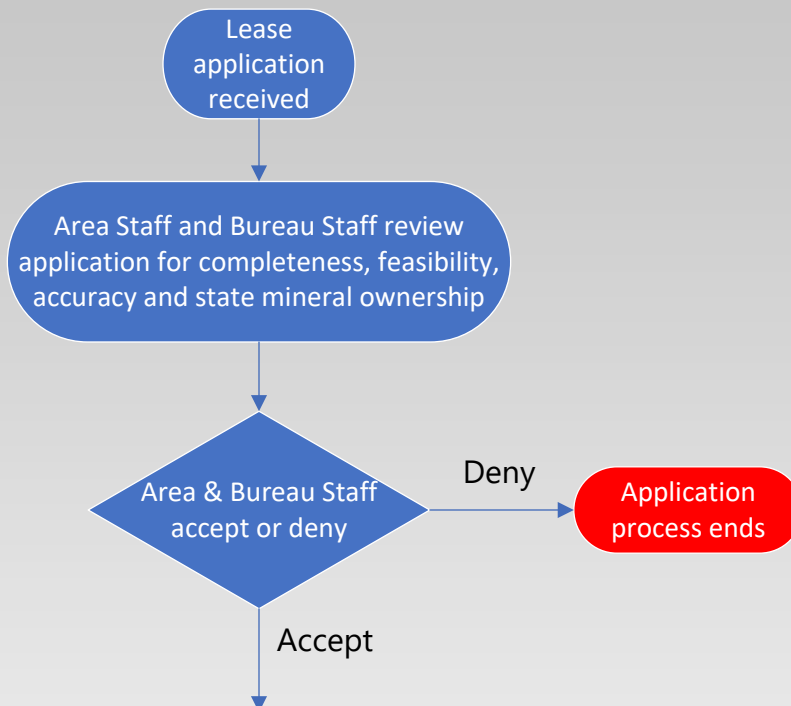 Lease
application
received
Area Staff and Bureau Staff review
application for completeness, feasibility,
accuracy and state mineral ownership
Area & Bureau Staff
accept or deny
Deny
Application
process ends
Accept